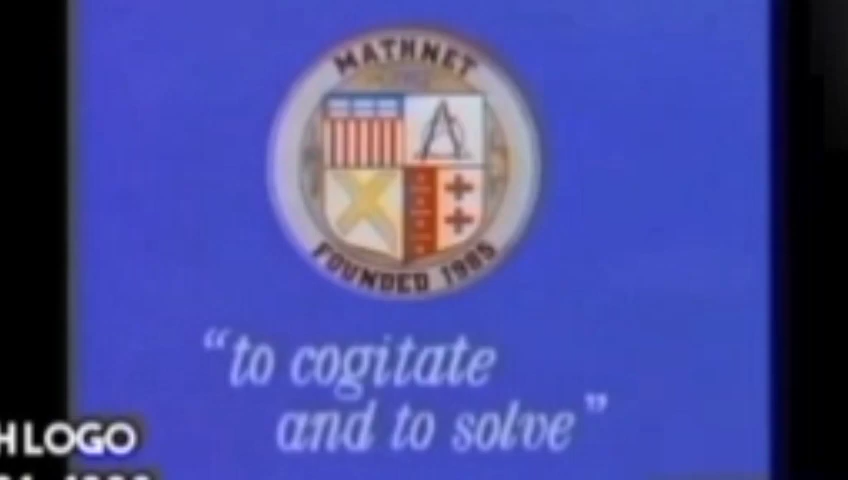 MATHNET
FOUNDED 1985
“to cogitate
and to solve”
H LOGO